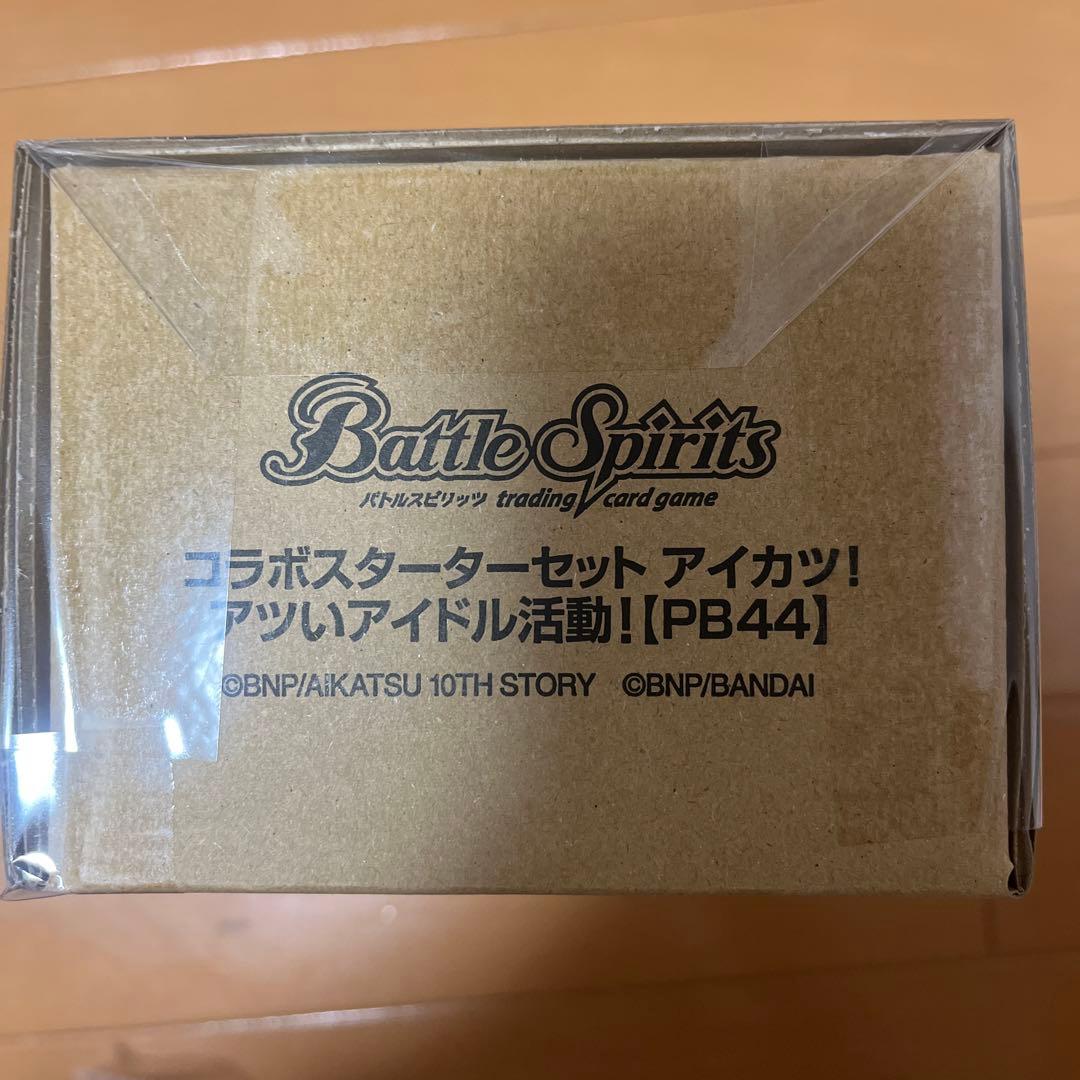 Battle Spirits
バトルスピリッツ trading card game
コラボスターターセット アイカツ!
アツいアイドル活動!【PB44】
©BNP/AIKATSU 10TH STORY ©BNP/BANDAI